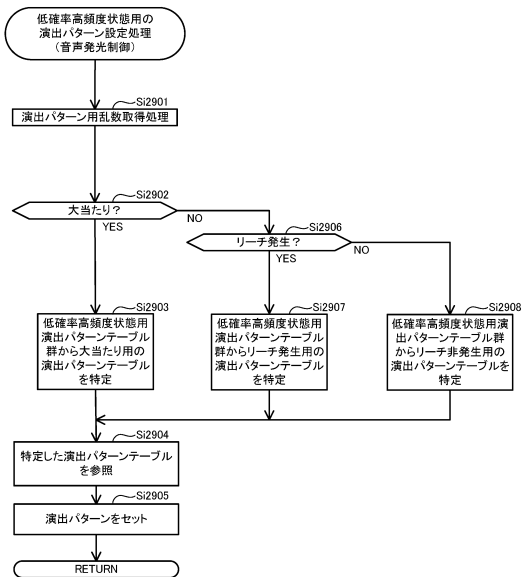 低確率高頻度状態用の
演出パターン設定処理
(音声発光制御)
Si2901
演出パターン用乱数取得処理
Si2902
大当たり？
NO
YES
Si2906
リーチ発生？
NO
YES
Si2903
低確率高頻度状態用
演出パターンテーブル
群から大当たり用の
演出パターンテーブル
を特定
Si2907
低確率高頻度状態用
演出パターンテーブル
群からリーチ発生用の
演出パターンテーブル
を特定
Si2908
低確率高頻度状態用演
出パターンテーブル群
からリーチ非発生用の
演出パターンテーブルを
特定
Si2904
特定した演出パターンテーブル
を参照
Si2905
演出パターンをセット
RETURN